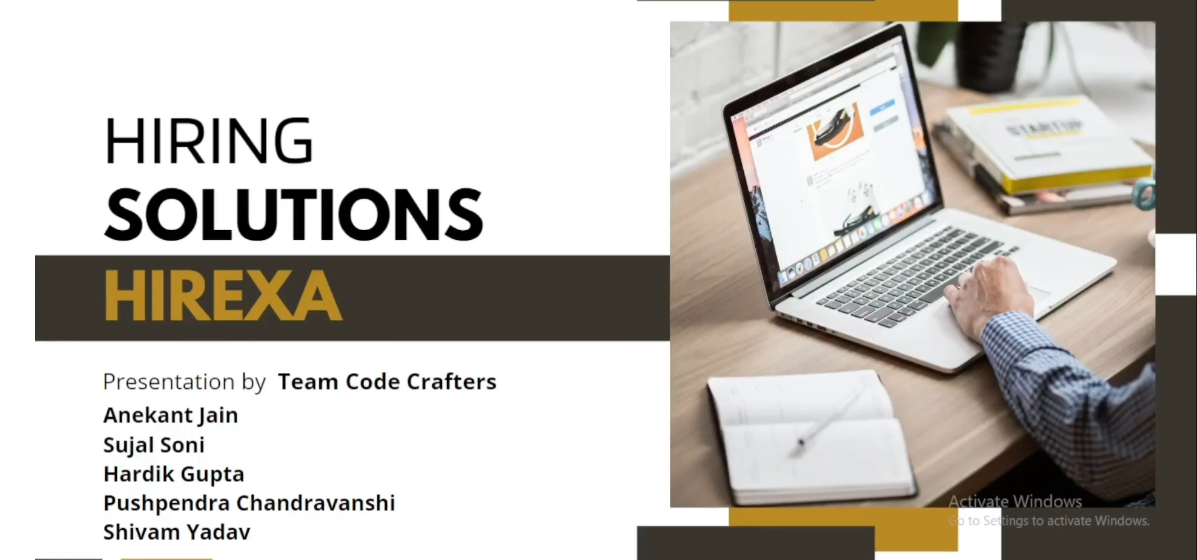 HIRING
SOLUTIONS
HIREXA
Presentation by Team Code Crafters
Anekant Jain
Sujal Soni
Hardik Gupta
Pushpendra Chandravanshi
Shivam Yadav
STARTUP
Activate Windows
Go to Settings to activate Windows.